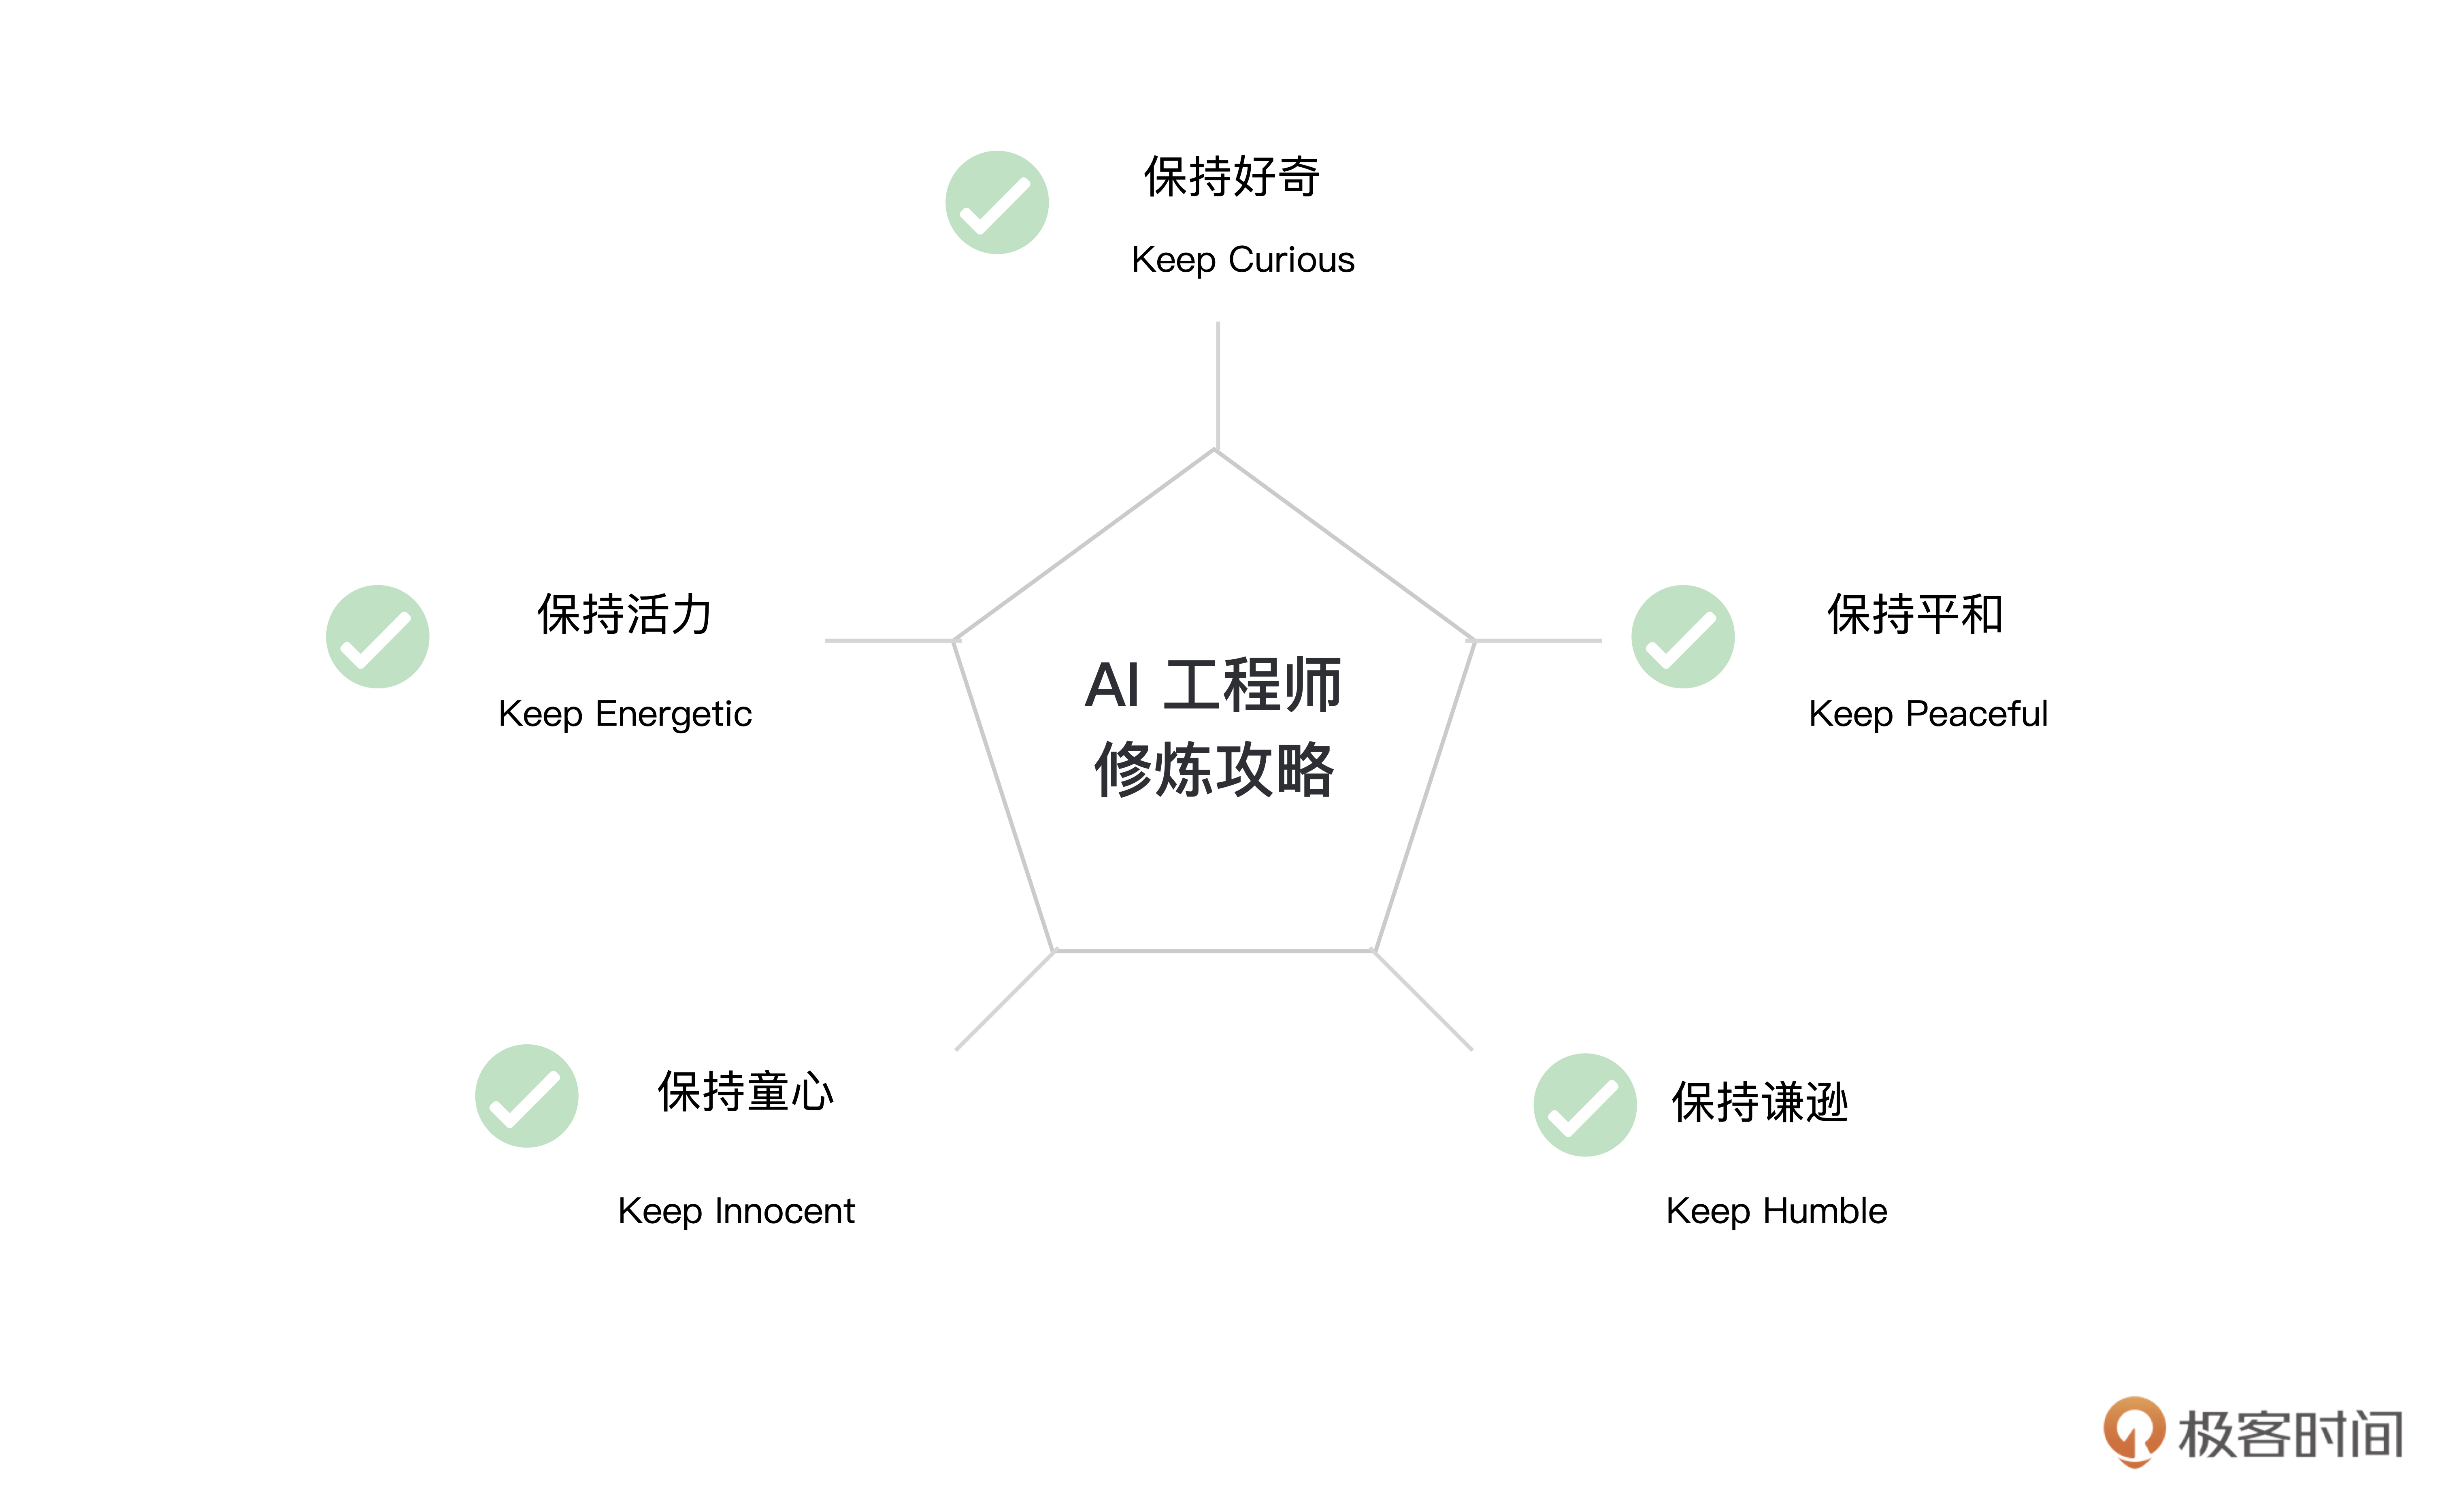 保持好奇
Keep Curious
保持活力
Keep Energetic
保持平和
Keep Peaceful
AI 工程师
修炼攻略
保持童心
Keep Innocent
保持谦逊
Keep Humble
极客时间